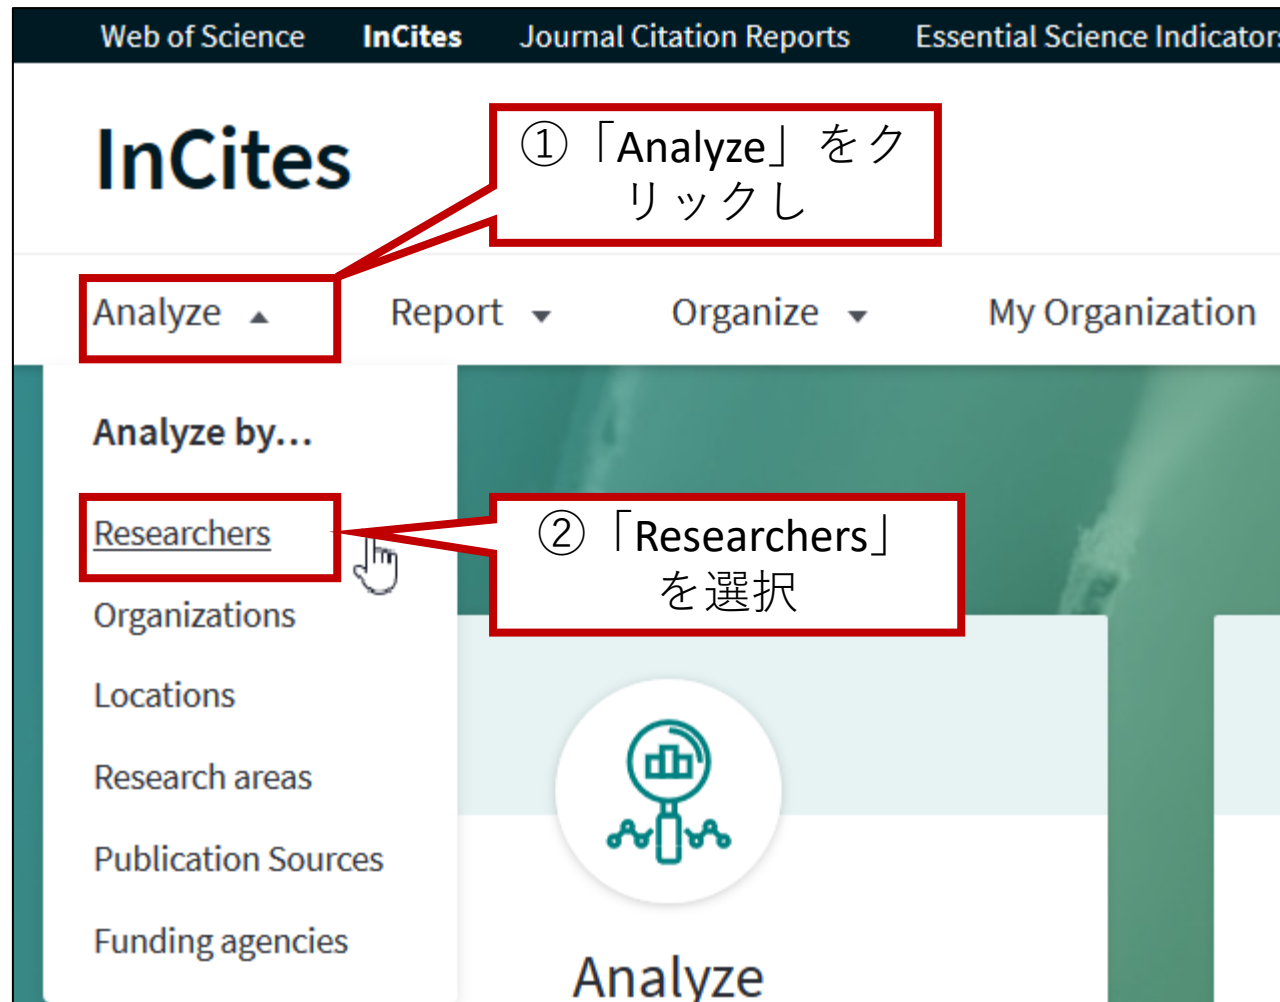 Web of Science InCites Journal Citation Reports Essential Science Indicators
InCites
①「Analyze」をク
リックし
Analyze Report Organize My Organization
Analyze by...
Researchers
②「Researchers」
を選択
Organizations
Locations
Research areas
Publication Sources
Funding agencies
Analyze